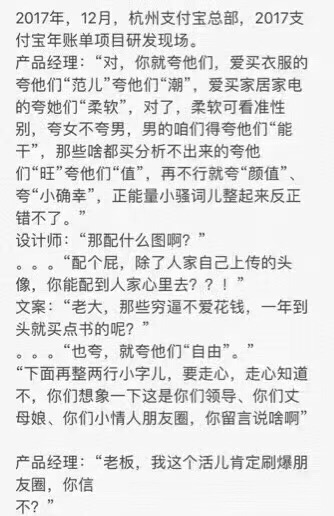 2017年，12月，杭州支付宝总部，2017支
付宝年账单项目研发现场。
产品经理：“对，你就夸他们，爱买衣服的
夸他们“范儿”夸他们“潮”，爱买家居家电
的夸她们“柔软”，对了，柔软可看准性
别，夸女不夸男，男的咱们得夸他们“能
干”，那些啥都买分析不出来的夸他
们“旺”夸他们“值”，再不行就夸“颜值”、
夸“小确幸”，正能量小骚词儿整起来反正
错不了。”
设计师：“那配什么图啊？”
。。。“配个屁，除了人家自己上传的头
像，你能配到人家心里去？？！”
文案：“老大，那些穷逼不爱花钱，一年到
头就买点书的呢？”
。。。“也夸，就夸他们“自由”。”
“下面再整两行小字儿，要走心，走心知道
不，你们想象一下这是你们领导、你们丈
母娘、你们小情人朋友圈，你留言说啥啊”
产品经理：“老板，我这个活儿肯定刷爆朋
友圈，你信
不？”